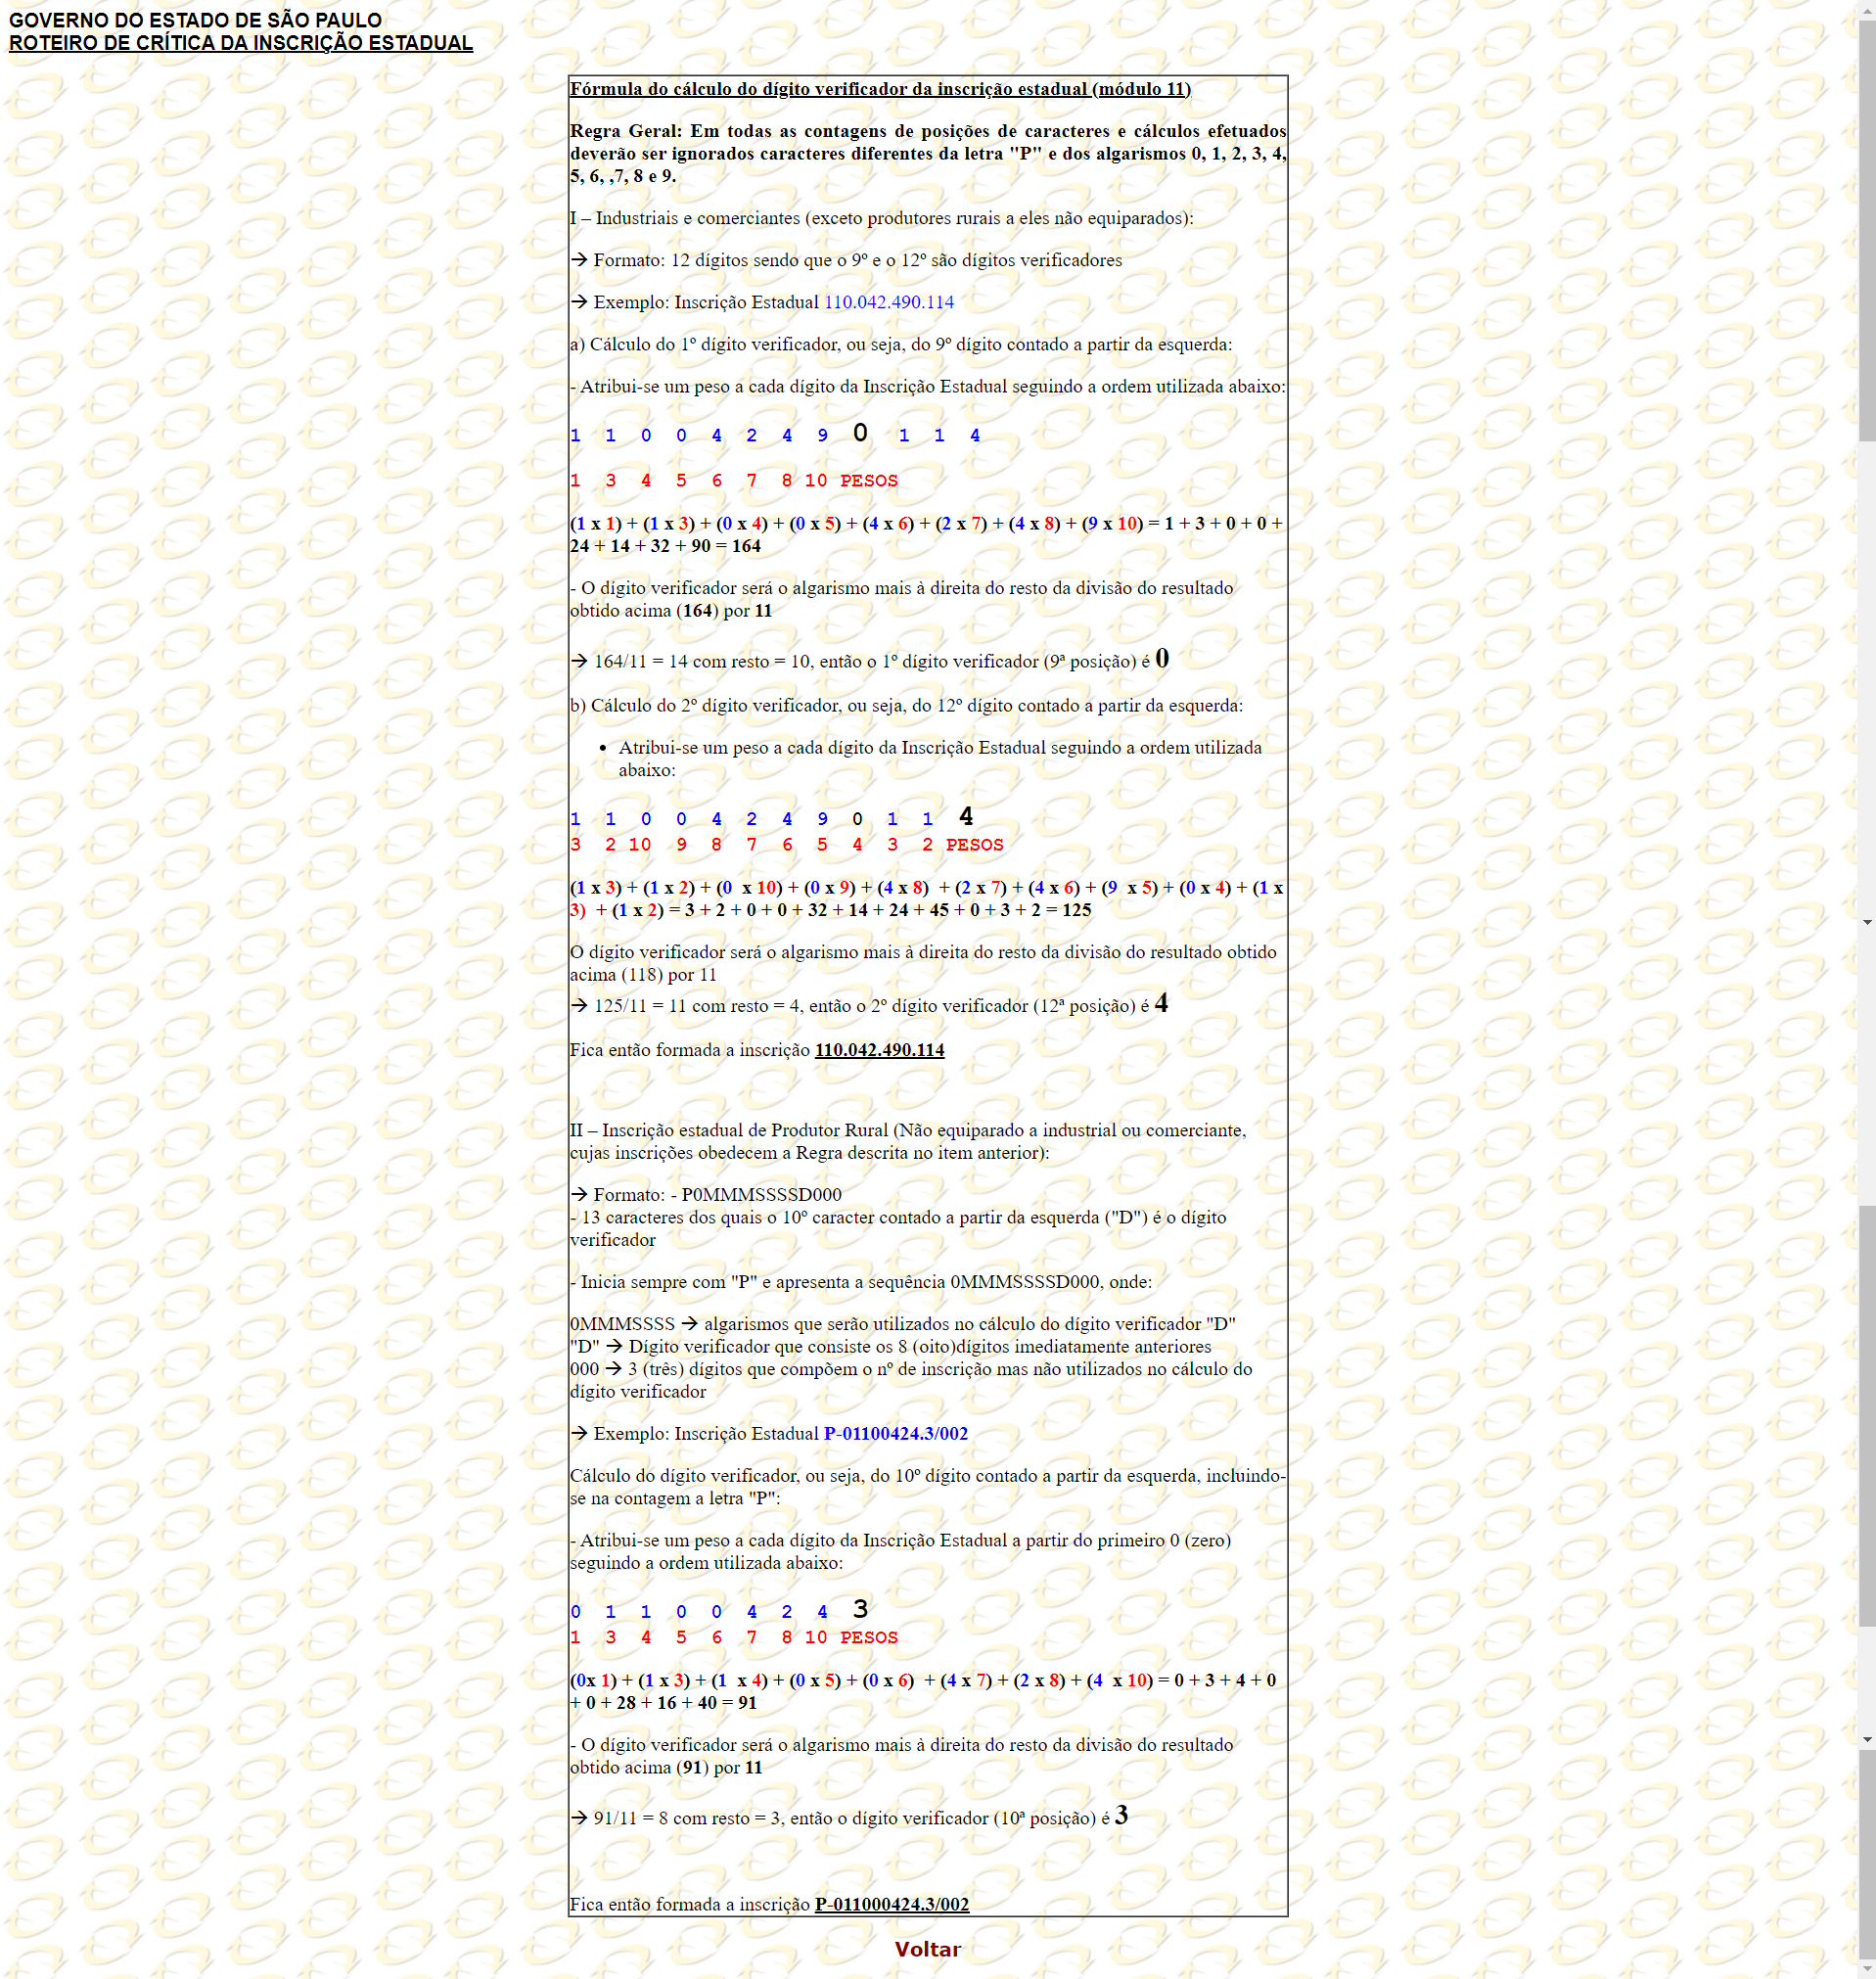 GOVERNO DO ESTADO DE SÃO PAULO
ROTEIRO DE CRÍTICA DA INSCRIÇÃO ESTADUAL
Fórmula do cálculo do dígito verificador da inscrição estadual (módulo 11)
Regra Geral: Em todas as contagens de posições de caracteres e cálculos efetuados
deverão ser ignorados caracteres diferentes da letra "P" e dos algarismos 0, 1, 2, 3, 4,
5, 6, ,7, 8 e 9.
I – Industriais e comerciantes (exceto produtores rurais a eles não equiparados):
→ Formato: 12 dígitos sendo que o 9º e o 12º são dígitos verificadores
→ Exemplo: Inscrição Estadual 110.042.490.114
a) Cálculo do 1º dígito verificador, ou seja, do 9º dígito contado a partir da esquerda:
- Atribui-se um peso a cada dígito da Inscrição Estadual seguindo a ordem utilizada abaixo:
1 1 0 0 4 2 4 9 0 1 1 4
1 3 4 5 6 7 8 10 PESOS
(1 x 1) + (1 x 3) + (0 x 4) + (0 x 5) + (4 x 6) + (2 x 7) + (4 x 8) + (9 x 10) = 1 + 3 + 0 + 0 +
24 + 14 + 32 + 90 = 164
- O dígito verificador será o algarismo mais à direita do resto da divisão do resultado
obtido acima (164) por 11
→ 164/11 = 14 com resto = 10, então o 1º dígito verificador (9ª posição) é 0
b) Cálculo do 2º dígito verificador, ou seja, do 12º dígito contado a partir da esquerda:
• Atribui-se um peso a cada dígito da Inscrição Estadual seguindo a ordem utilizada
abaixo:
1 1 0 0 4 2 4 9 0 1 1 4
3 2 10 9 8 7 6 5 4 3 2 PESOS
(1 x 3) + (1 x 2) + (0 x 10) + (0 x 9) + (4 x 8) + (2 x 7) + (4 x 6) + (9 x 5) + (0 x 4) + (1 x
3) + (1 x 2) = 3 + 2 + 0 + 0 + 32 + 14 + 24 + 45 + 0 + 3 + 2 = 125
O dígito verificador será o algarismo mais à direita do resto da divisão do resultado obtido
acima (118) por 11
→ 125/11 = 11 com resto = 4, então o 2º dígito verificador (12ª posição) é 4
Fica então formada a inscrição 110.042.490.114
II – Inscrição estadual de Produtor Rural (Não equiparado a industrial ou comerciante,
cujas inscrições obedecem a Regra descrita no item anterior):
→ Formato: - P0MMMSSSSD000
- 13 caracteres dos quais o 10º caracter contado a partir da esquerda ("D") é o dígito
verificador
- Inicia sempre com "P" e apresenta a sequência 0MMMSSSSD000, onde:
0MMMSSSS → algarismos que serão utilizados no cálculo do dígito verificador "D"
"D" → Dígito verificador que consiste os 8 (oito)dígitos imediatamente anteriores
000 → 3 (três) dígitos que compõem o nº de inscrição mas não utilizados no cálculo do
dígito verificador
→ Exemplo: Inscrição Estadual P-01100424.3/002
Cálculo do dígito verificador, ou seja, do 10º dígito contado a partir da esquerda, incluindo-
se na contagem a letra "P":
- Atribui-se um peso a cada dígito da Inscrição Estadual a partir do primeiro 0 (zero)
seguindo a ordem utilizada abaixo:
0 1 1 0 0 4 2 4 3
1 3 4 5 6 7 8 10 PESOS
(0x 1) + (1 x 3) + (1 x 4) + (0 x 5) + (0 x 6) + (4 x 7) + (2 x 8) + (4 x 10) = 0 + 3 + 4 + 0
+ 0 + 28 + 16 + 40 = 91
- O dígito verificador será o algarismo mais à direita do resto da divisão do resultado
obtido acima (91) por 11
→ 91/11 = 8 com resto = 3, então o dígito verificador (10ª posição) é 3
Fica então formada a inscrição P-011000424.3/002
Voltar